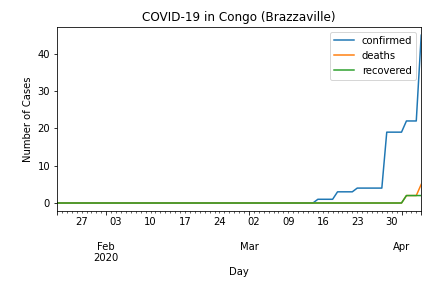 COVID-19 in Congo (Brazzaville)
confirmed
deaths
recovered
Number of Cases
40
30
20
10
0
27 03 10 17 24 02 09 16 23 30
Feb Mar Apr
2020
Day